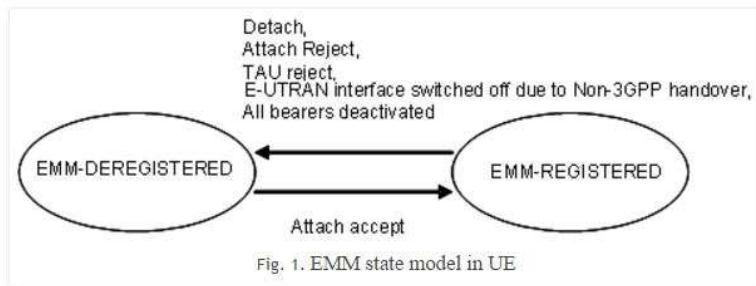 Detach,
Attach Reject,
TAU reject,
E-UTRAN interface switched off due to Non-3GPP handover,
All bearers deactivated
EMM-DEREGISTERED
EMM-REGISTERED
Attach accept
Fig. 1. EMM state model in UE